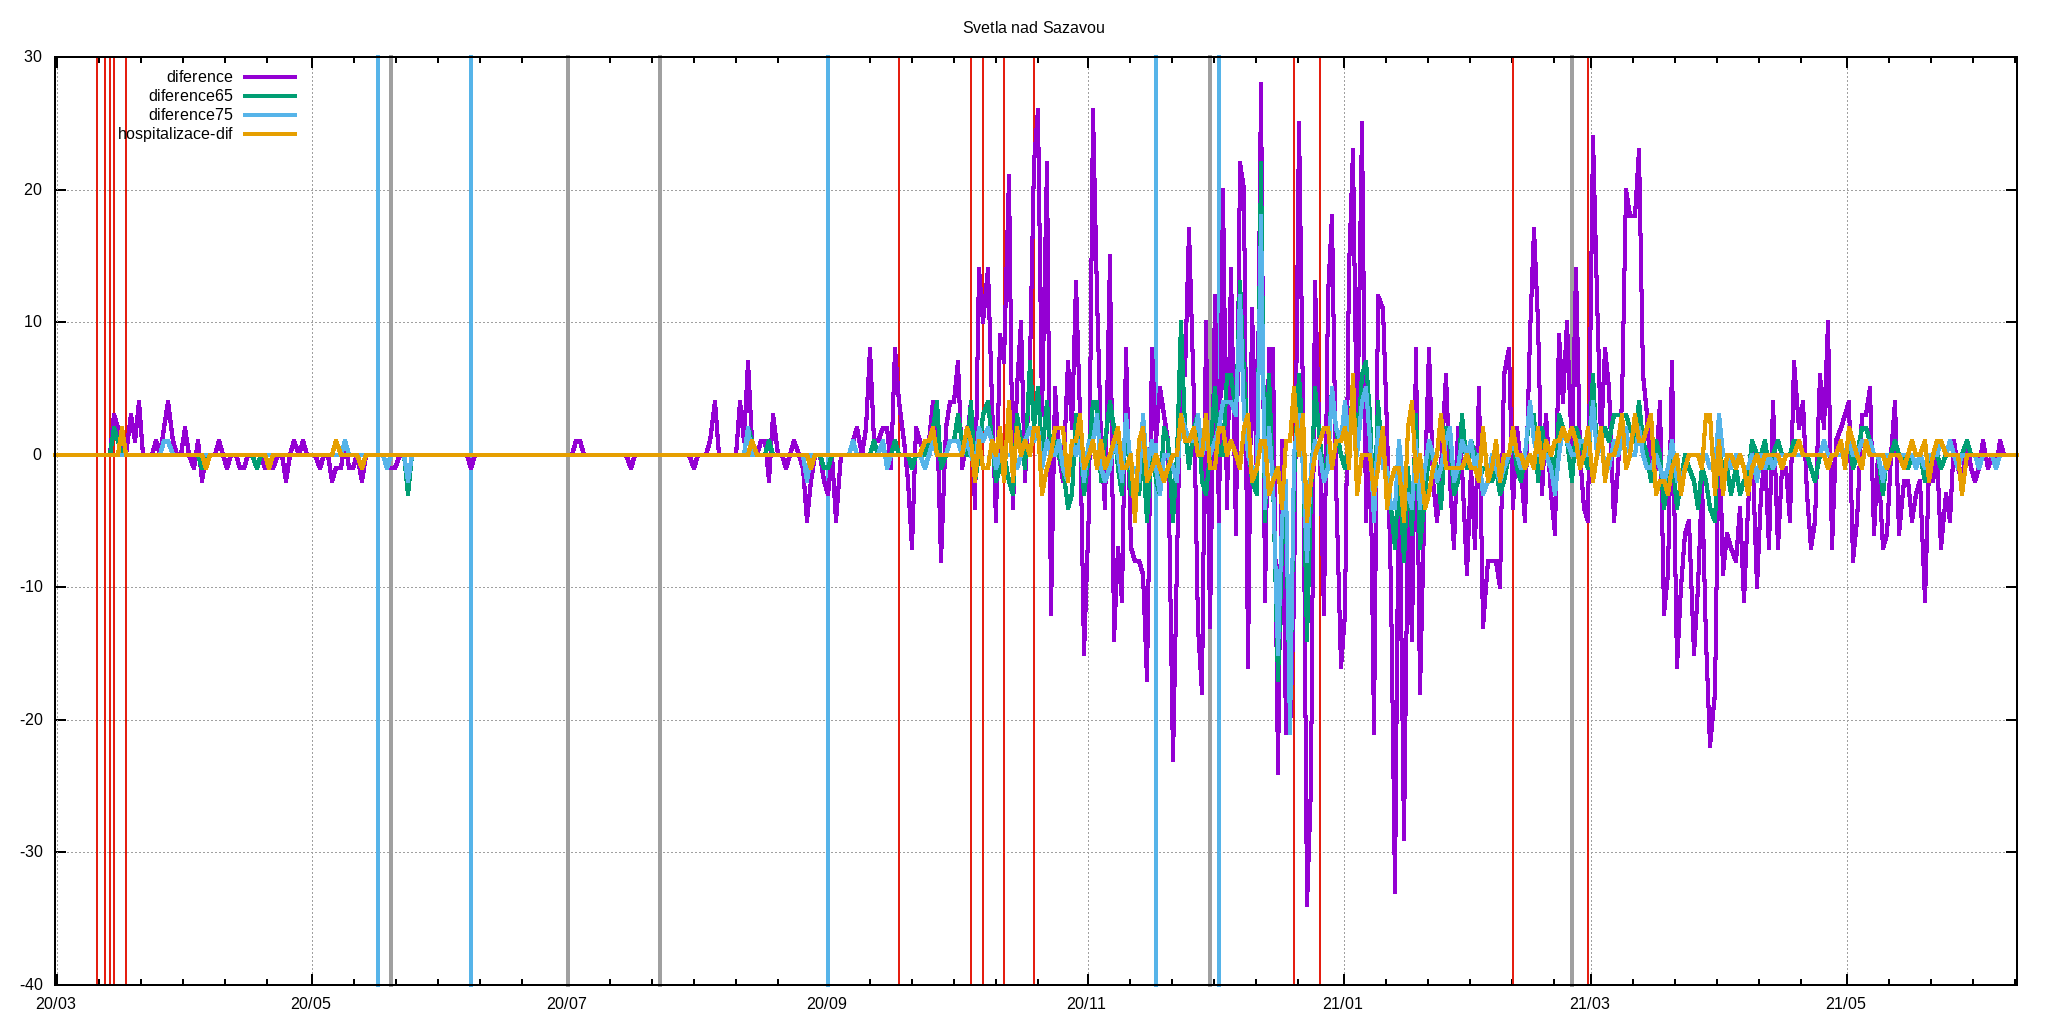 Svetla nad Sazavou
30
20
10
0
-10
-20
-30
-40
diference
diference65
diference75
hospitalizace-dif
20/03 20/05 20/07 20/09 20/11 21/01 21/03 21/05